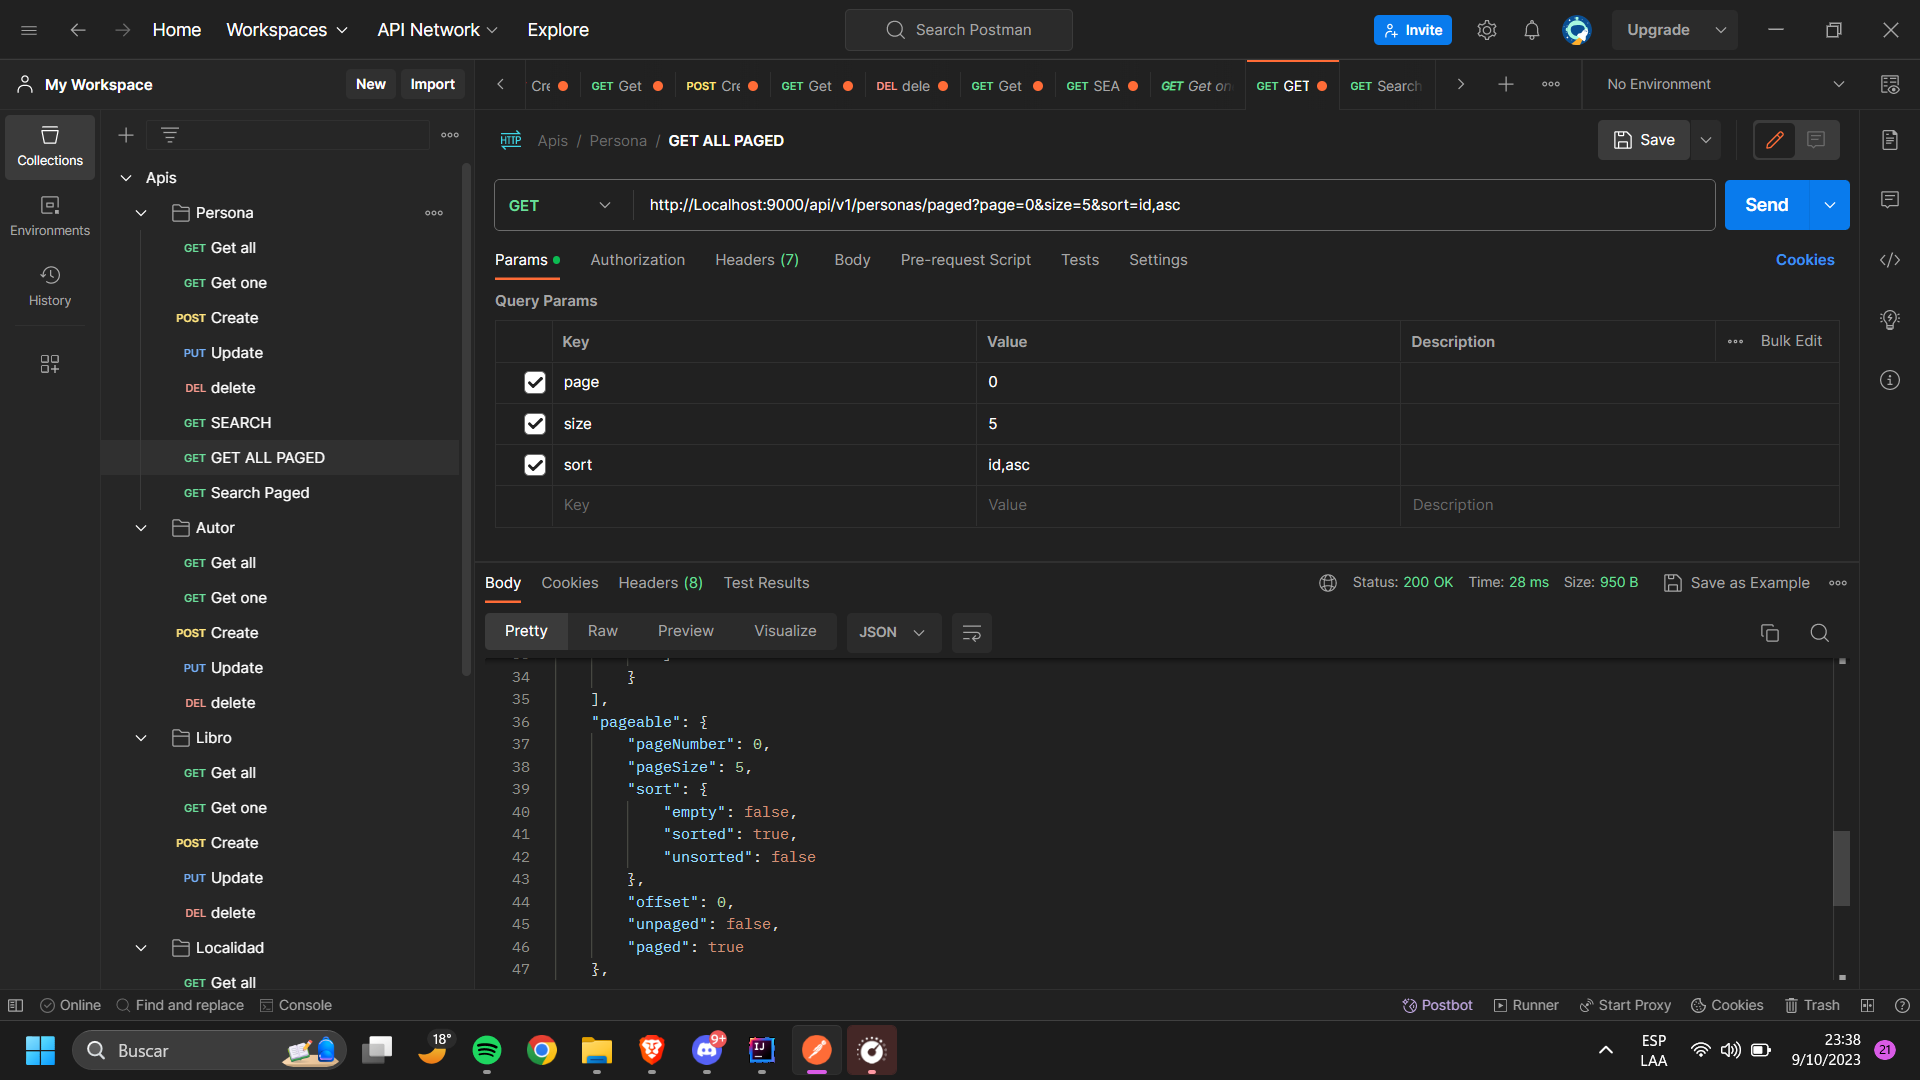 Home
Workspaces
API Network
Explore
Search Postman
Invite
Upgrade
My Workspace
New
Import
Cre
GET Get
POST Cre
GET Get
DEL dele
GET Get
GET SEA
GET Get on
GET GET
GET Search
No Environment
Collections
Environments
History
Apis
Persona
GET Get all
GET Get one
POST Create
PUT Update
DEL delete
GET SEARCH
GET GET ALL PAGED
GET Search Paged
Autor
GET Get all
GET Get one
POST Create
PUT Update
DEL delete
Libro
GET Get all
GET Get one
POST Create
PUT Update
DEL delete
Localidad
GET Get all
HTTP Apis / Persona / GET ALL PAGED
Save
GET
http://Localhost:9000/api/v1/personas/paged?page=0&size=5&sort=id,asc
Send
Params
Authorization
Headers (7)
Body
Pre-request Script
Tests
Settings
Cookies
Query Params
Key Value Description Bulk Edit
page 0
size 5
sort id,asc
Key Value Description
Body
Cookies
Headers (8)
Test Results
Status: 200 OK Time: 28 ms Size: 950 B
Save as Example
Pretty
Raw
Preview
Visualize
JSON
34 }
35 ],
36 "pageable": {
37 "pageNumber": 0,
38 "pageSize": 5,
39 "sort": {
40 "empty": false,
41 "sorted": true,
42 "unsorted": false
43 },
44 "offset": 0,
45 "unpaged": false,
46 "paged": true
47 },
Online
Find and replace
Console
Postbot
Runner
Start Proxy
Cookies
Trash
Buscar
18°
9+
IJ
ESP
LAA
23:38
9/10/2023
21